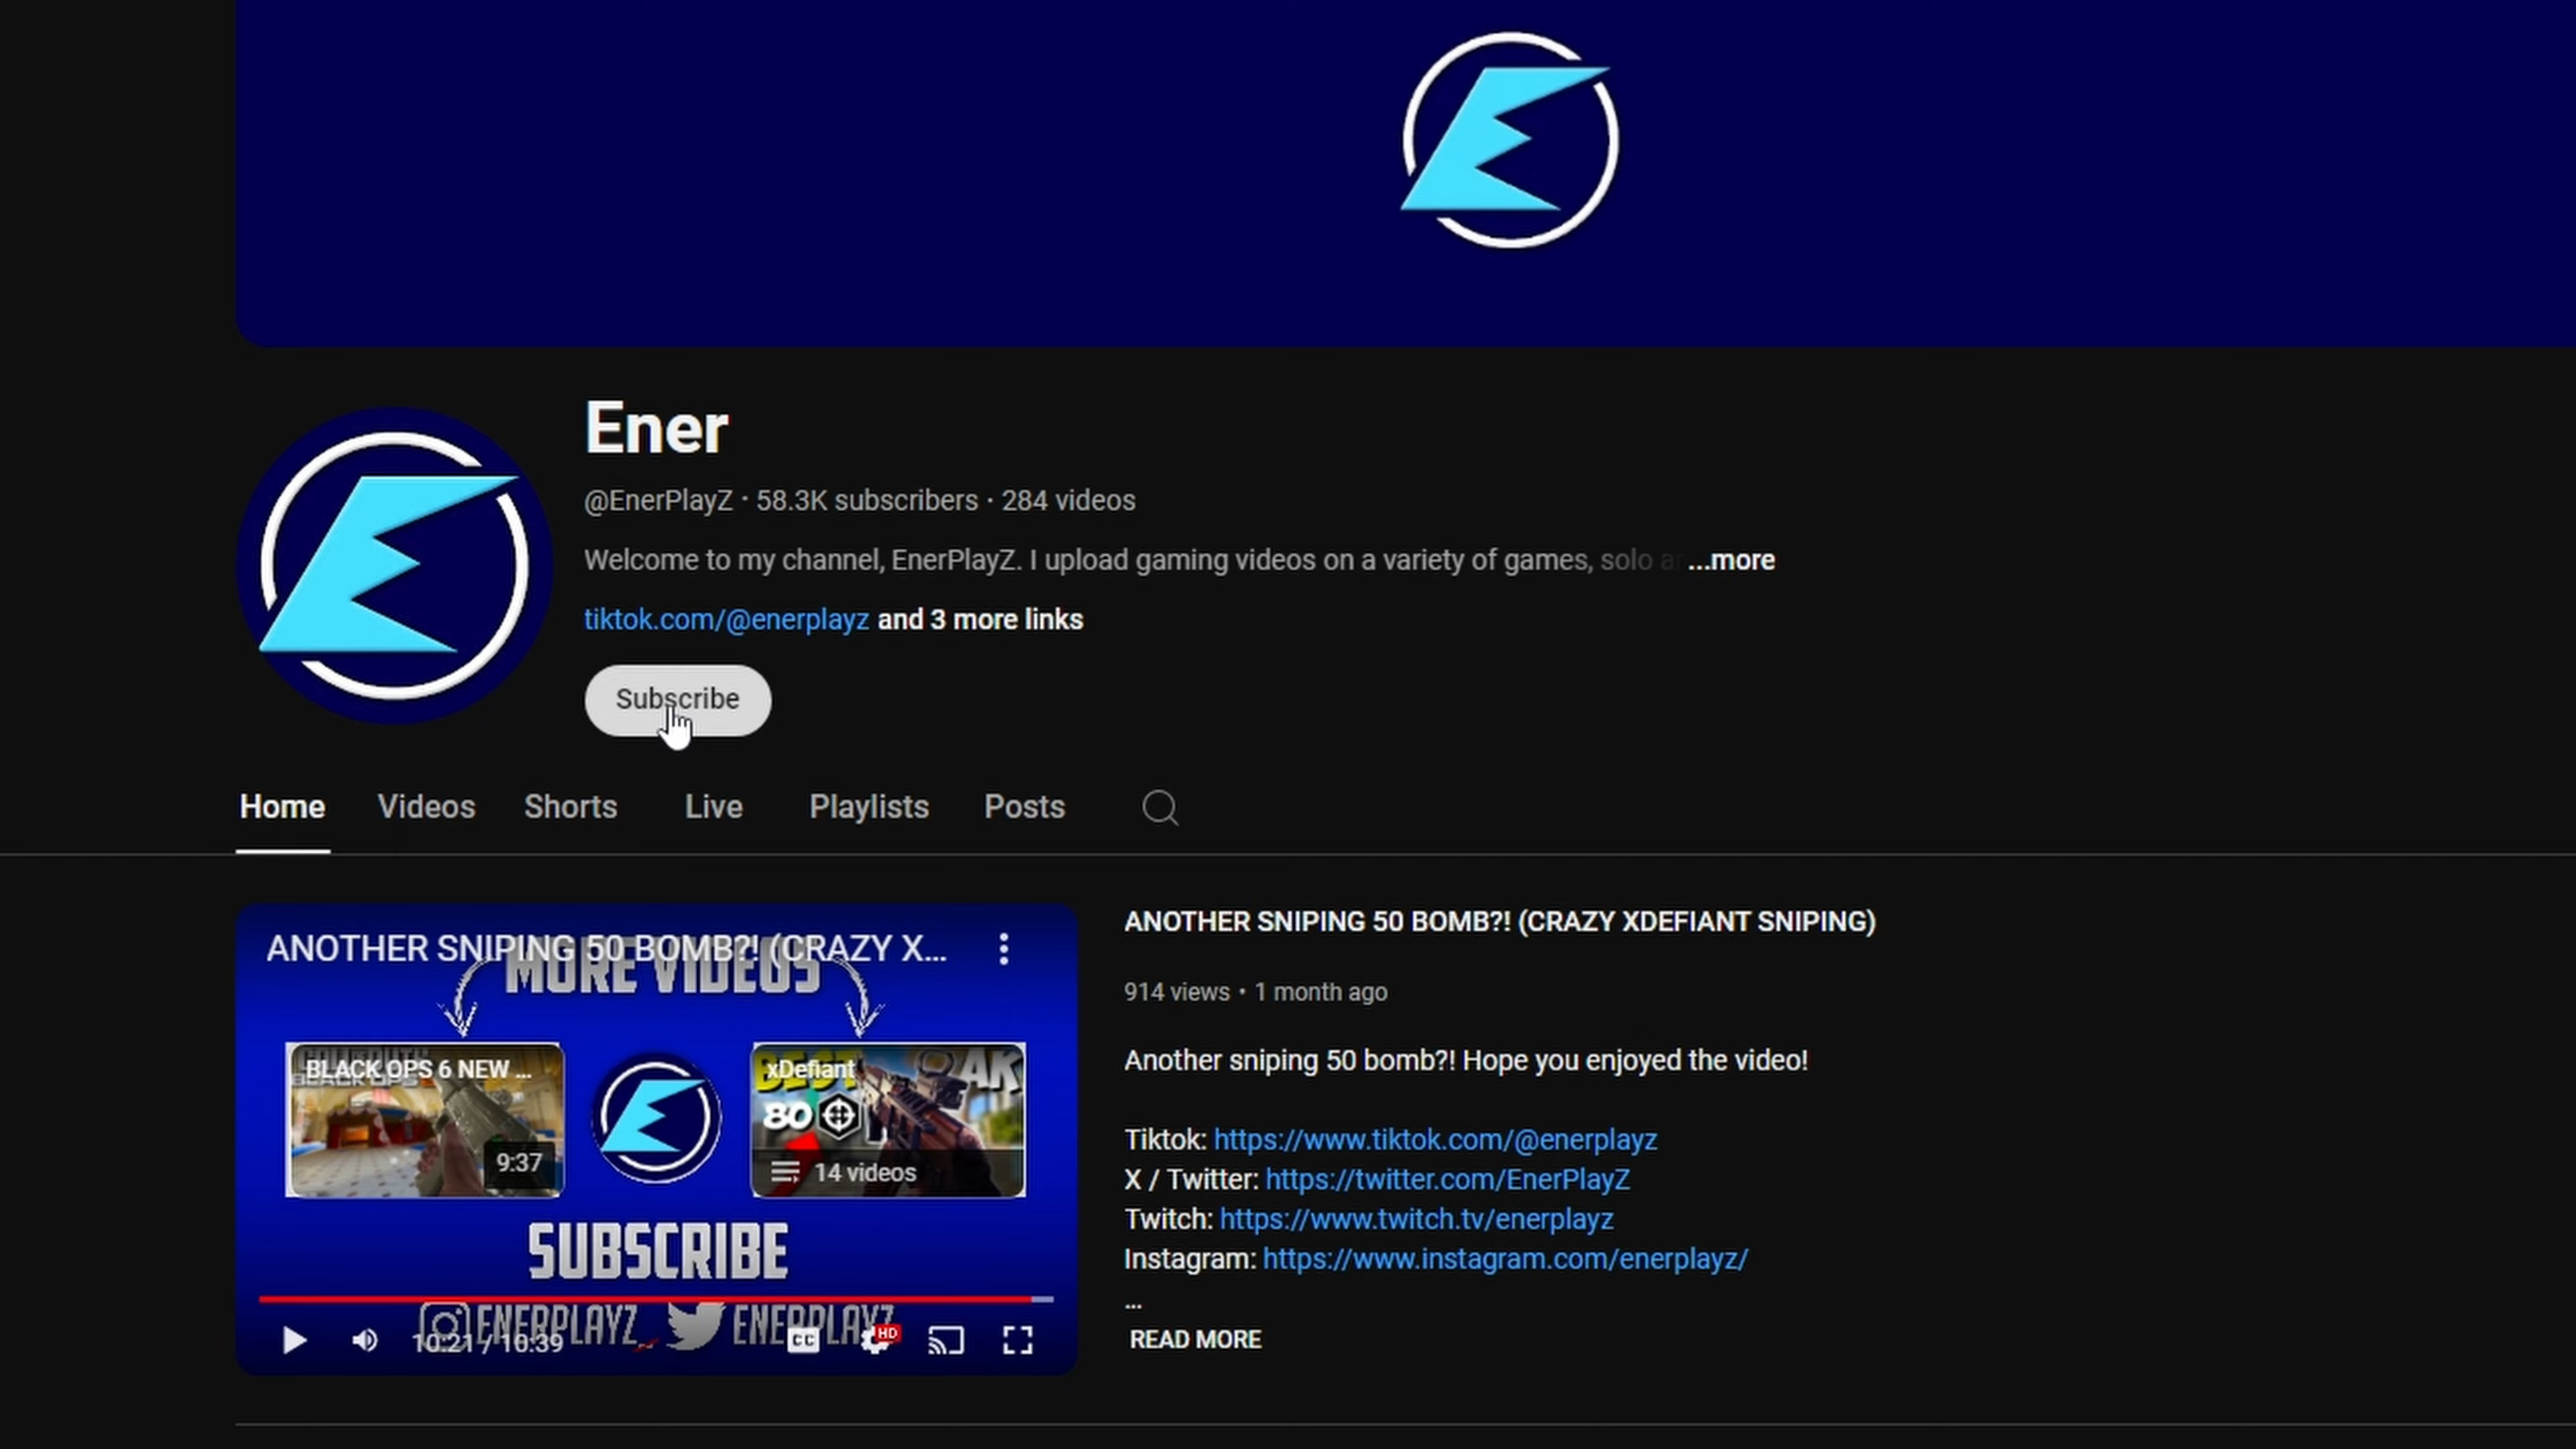 Ener
@EnerPlayZ · 58.3K subscribers · 284 videos
Welcome to my channel, EnerPlayZ. I upload gaming videos on a variety of games, solo ...more
tiktok.com/@enerplayz and 3 more links
Subscribe
Home Videos Shorts Live Playlists Posts
ANOTHER SNIPING 50 BOMB?! (CRAZY X...
MORE VIDEOS
BLACK OPS 6 NEW ...
9:37
xDefiant
BEST AK
80
14 videos
SUBSCRIBE
ENERPLAYZ ENERPLAYZ
10:21 / 10:39
CC HD
ANOTHER SNIPING 50 BOMB?! (CRAZY XDEFIANT SNIPING)
914 views • 1 month ago
Another sniping 50 bomb?! Hope you enjoyed the video!
Tiktok: https://www.tiktok.com/@enerplayz
X / Twitter: https://twitter.com/EnerPlayZ
Twitch: https://www.twitch.tv/enerplayz
Instagram: https://www.instagram.com/enerplayz/
...
READ MORE